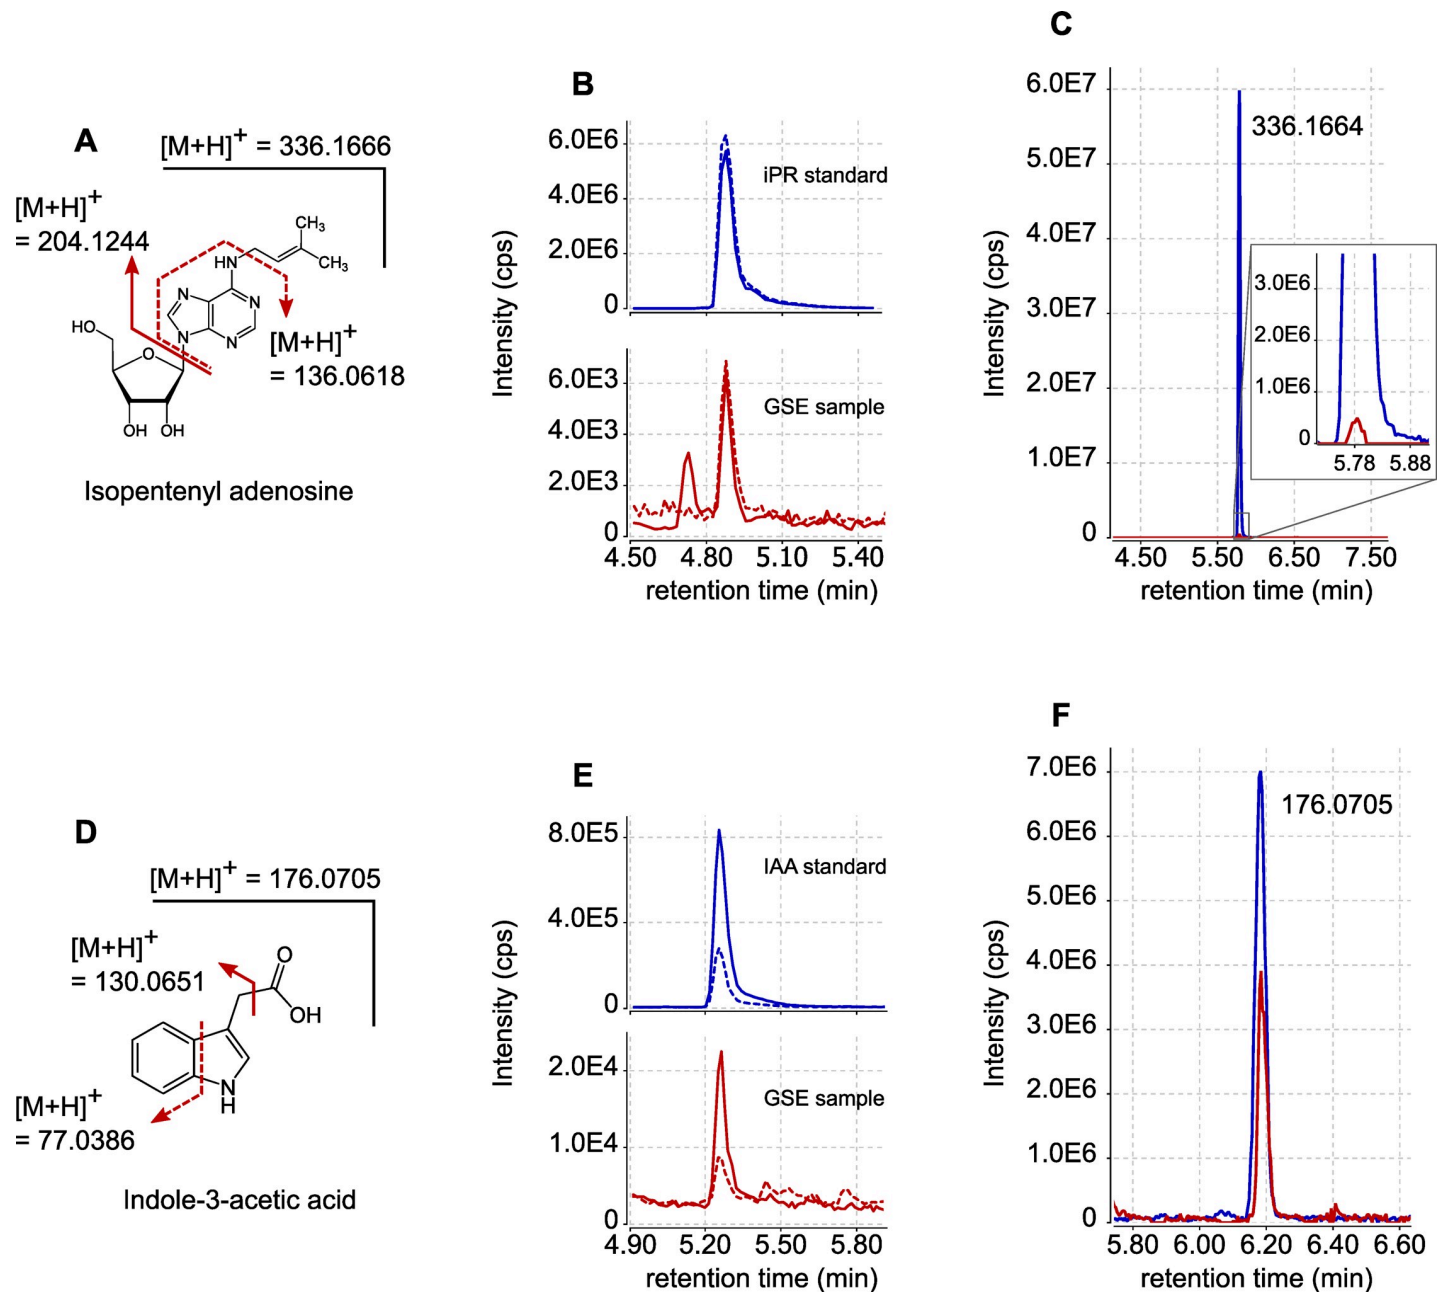 A
[M+H]+ = 336.1666
[M+H]+
= 204.1244
CH3
CH3
HN
N
N
N
N
[M+H]+
= 136.0618
HO
O
OH
OH
Isopentenyl adenosine
B
Intensity (cps)
6.0E6
4.0E6
2.0E6
0
iPR standard
6.0E3
4.0E3
2.0E3
0
GSE sample
4.50
4.80
5.10
5.40
retention time (min)
C
Intensity (cps)
6.0E7
5.0E7
4.0E7
3.0E7
2.0E7
1.0E7
0
336.1664
3.0E6
2.0E6
1.0E6
0
5.78
5.88
4.50
5.50
6.50
7.50
retention time (min)
D
[M+H]+ = 176.0705
[M+H]+
= 130.0651
O
OH
N
H
[M+H]+
= 77.0386
Indole-3-acetic acid
E
Intensity (cps)
8.0E5
4.0E5
0
IAA standard
2.0E4
1.0E4
0
GSE sample
4.90
5.20
5.50
5.80
retention time (min)
F
Intensity (cps)
7.0E6
6.0E6
5.0E6
4.0E6
3.0E6
2.0E6
1.0E6
0
176.0705
5.80
6.00
6.20
6.40
6.60
retention time (min)